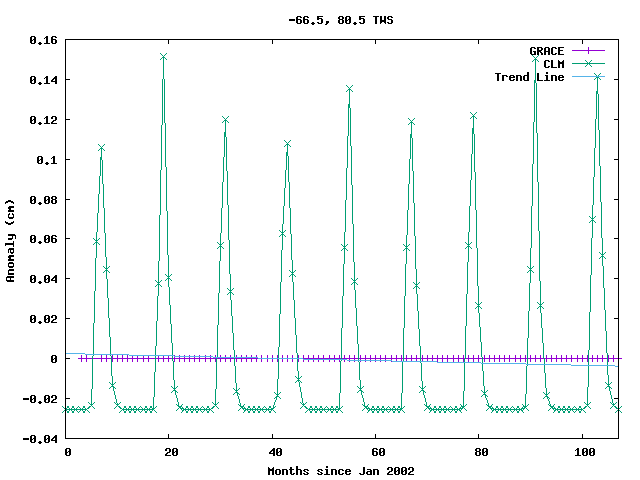 -66.5, 80.5 TWS
GRACE
CLM
Trend Line
Anomaly (cm)
0.16
0.14
0.12
0.1
0.08
0.06
0.04
0.02
0
-0.02
-0.04
0 20 40 60 80 100
Months since Jan 2002